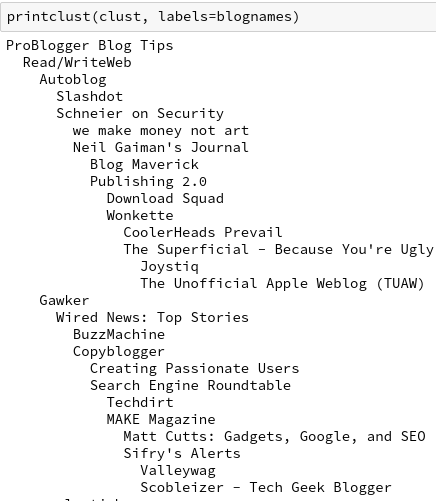 printclust(clust, labels=blognames)
ProBlogger Blog Tips
Read/WriteWeb
Autoblog
Slashdot
Schneier on Security
we make money not art
Neil Gaiman's Journal
Blog Maverick
Publishing 2.0
Download Squad
Wonkette
CoolerHeads Prevail
The Superficial - Because You're Ugly
Joystiq
The Unofficial Apple Weblog (TUAW)
Gawker
Wired News: Top Stories
BuzzMachine
Copyblogger
Creating Passionate Users
Search Engine Roundtable
Techdirt
MAKE Magazine
Matt Cutts: Gadgets, Google, and SEO
Sifry's Alerts
Valleywag
Scobleizer - Tech Geek Blogger